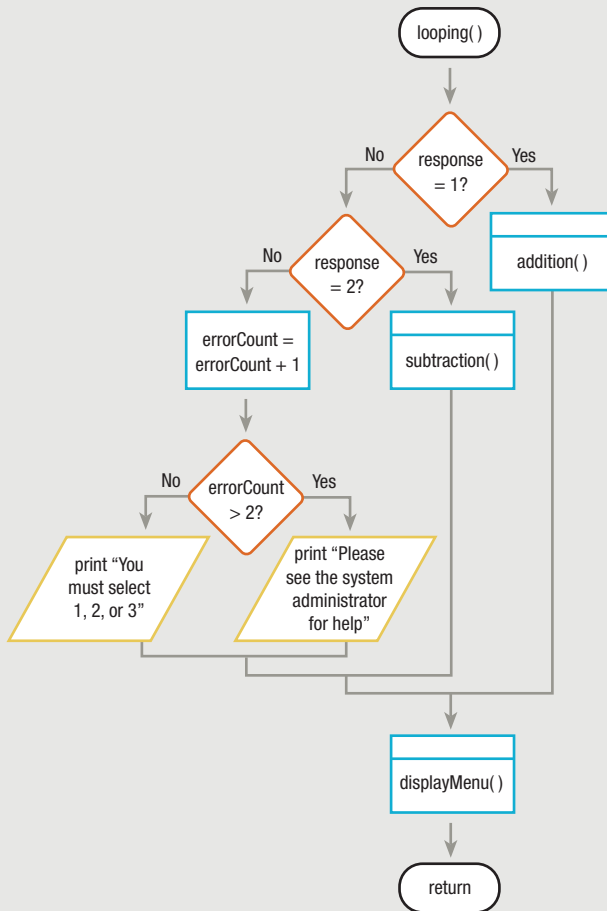 looping( )
response
= 1?
No
Yes
addition( )
response
= 2?
No
Yes
subtraction( )
errorCount =
errorCount + 1
errorCount
> 2?
No
Yes
print “You
must select
1, 2, or 3”
print “Please
see the system
administrator
for help”
displayMenu( )
return